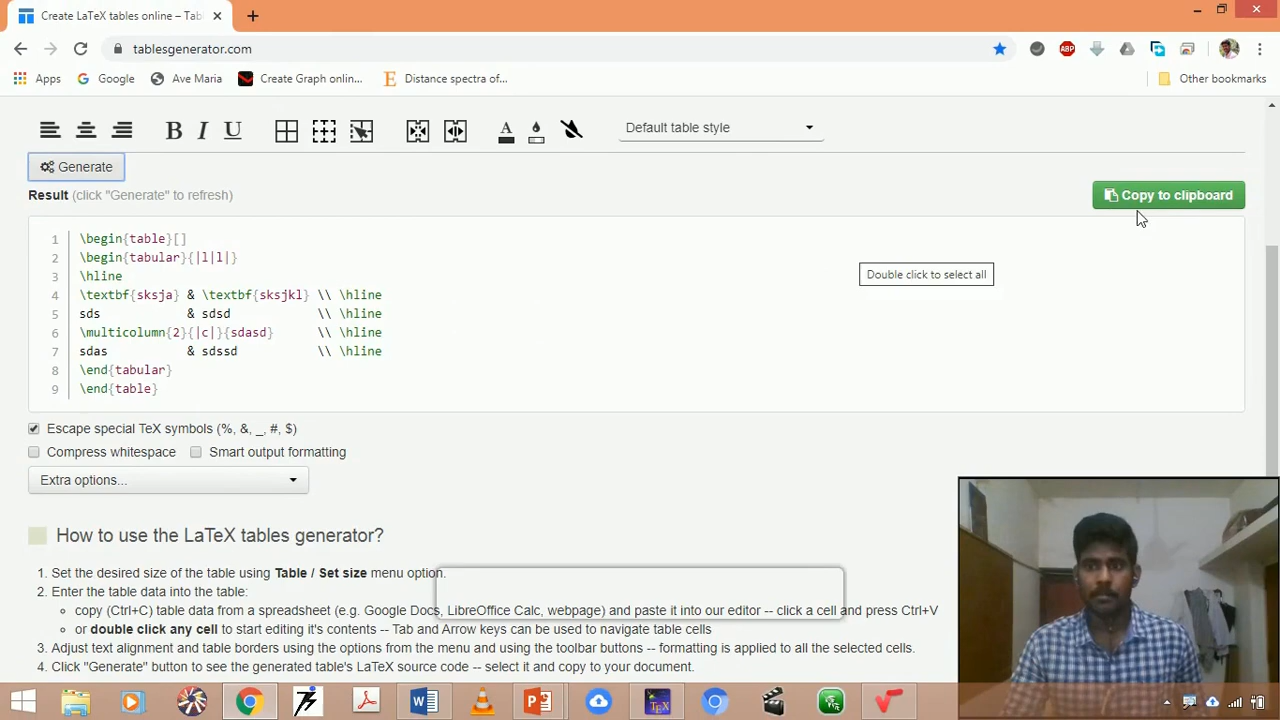 Create LaTeX tables online – Tab
tablesgenerator.com
ABP
Apps
Google
Ave Maria
Create Graph onlin...
E Distance spectra of...
Other bookmarks
B I U
A
Default table style
Generate
Result (click "Generate" to refresh)
Copy to clipboard
1 \begin{table}[]
2 \begin{tabular}{|l|l|}
3 \hline
4 \textbf{sksja} & \textbf{sksjkl} \\ \hline
5 sds & sdsd \\ \hline
6 \multicolumn{2}{|c|}{sdasd} \\ \hline
7 sdas & sdssd \\ \hline
8 \end{tabular}
9 \end{table}
Double click to select all
Escape special TeX symbols (%, &, _, #, $)
Compress whitespace
Smart output formatting
Extra options...
How to use the LaTeX tables generator?
1. Set the desired size of the table using Table / Set size menu option.
2. Enter the table data into the table:
copy (Ctrl+C) table data from a spreadsheet (e.g. Google Docs, LibreOffice Calc, webpage) and paste it into our editor -- click a cell and press Ctrl+V
or double click any cell to start editing it's contents -- Tab and Arrow keys can be used to navigate table cells
3. Adjust text alignment and table borders using the options from the menu and using the toolbar buttons -- formatting is applied to all the selected cells.
4. Click "Generate" button to see the generated table's LaTeX source code -- select it and copy to your document.